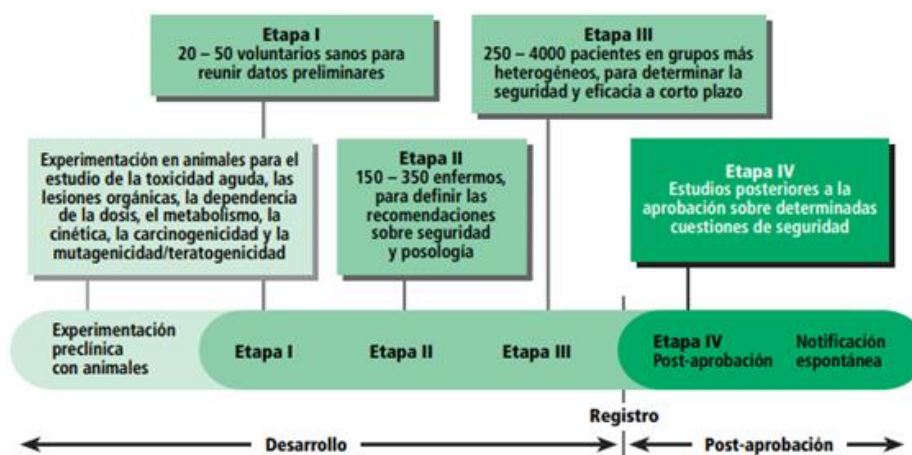 Etapa I
20 – 50 voluntarios sanos para
reunir datos preliminares
Etapa III
250 – 4000 pacientes en grupos más
heterogéneos, para determinar la
seguridad y eficacia a corto plazo
Experimentación en animales para el
estudio de la toxicidad aguda, las
lesiones orgánicas, la dependencia
de la dosis, el metabolismo, la
cinética, la carcinogenicidad y la
mutagenicidad/teratogenicidad
Etapa II
150 – 350 enfermos,
para definir las
recomendaciones
sobre seguridad
y posología
Etapa IV
Estudios posteriores a la
aprobación sobre determinadas
cuestiones de seguridad
Experimentación
preclínica
con animales
Etapa I
Etapa II
Etapa III
Etapa IV
Post-aprobación
Notificación
espontánea
Registro
Desarrollo
Post-aprobación